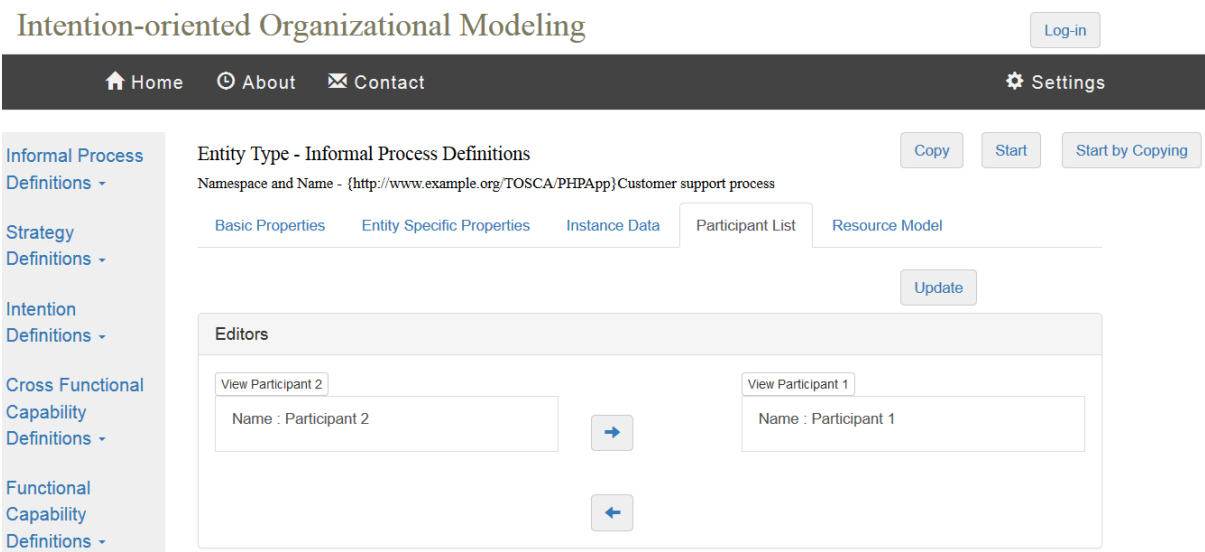 Intention-oriented Organizational Modeling
Log-in
Home About Contact Settings
Informal Process
Definitions
Strategy
Definitions
Intention
Definitions
Cross Functional
Capability
Definitions
Functional
Capability
Definitions
Entity Type - Informal Process Definitions
Copy Start Start by Copying
Namespace and Name - {http://www.example.org/TOSCA/PHPApp}Customer support process
Basic Properties Entity Specific Properties Instance Data Participant List Resource Model
Update
Editors
View Participant 2 View Participant 1
Name : Participant 2 Name : Participant 1